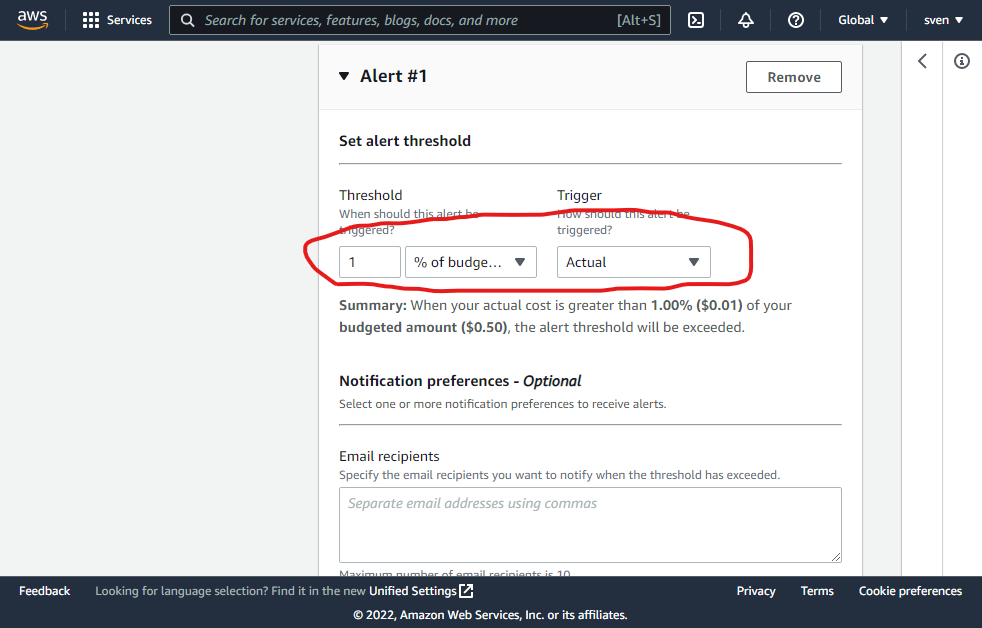 aws
Services
Search for services, features, blogs, docs, and more [Alt+S]
Global
sven
Alert #1
Remove
Set alert threshold
Threshold
When should this alert be
triggered?
Trigger
How should this alert be
triggered?
1
% of budge...
Actual
Summary: When your actual cost is greater than 1.00% ($0.01) of your
budgeted amount ($0.50), the alert threshold will be exceeded.
Notification preferences - Optional
Select one or more notification preferences to receive alerts.
Email recipients
Specify the email recipients you want to notify when the threshold has exceeded.
Separate email addresses using commas
Maximum number of email recipients is 10
Feedback
Looking for language selection? Find it in the new Unified Settings
Privacy
Terms
Cookie preferences
© 2022, Amazon Web Services, Inc. or its affiliates.